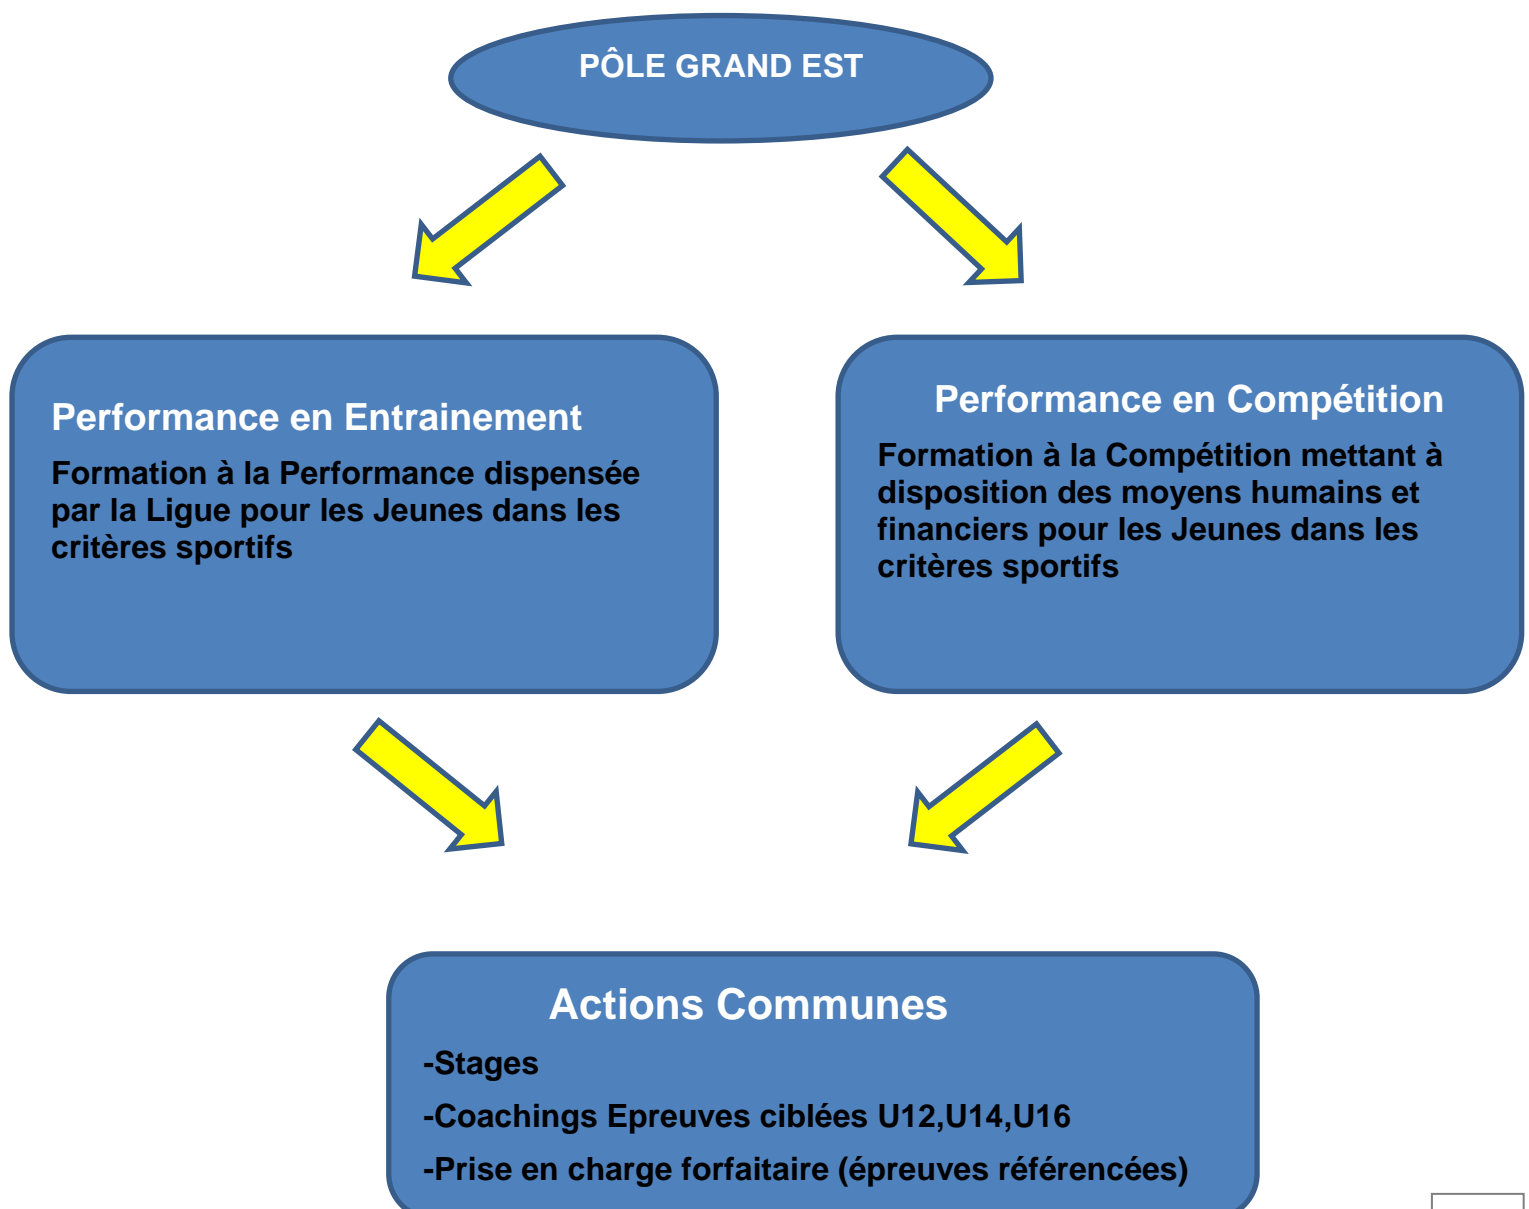 PÔLE GRAND EST
Performance en Entrainement
Formation à la Performance dispensée
par la Ligue pour les Jeunes dans les
critères sportifs
Performance en Compétition
Formation à la Compétition mettant à
disposition des moyens humains et
financiers pour les Jeunes dans les
critères sportifs
Actions Communes
-Stages
-Coachings Epreuves ciblées U12,U14,U16
-Prise en charge forfaitaire (épreuves référencées)